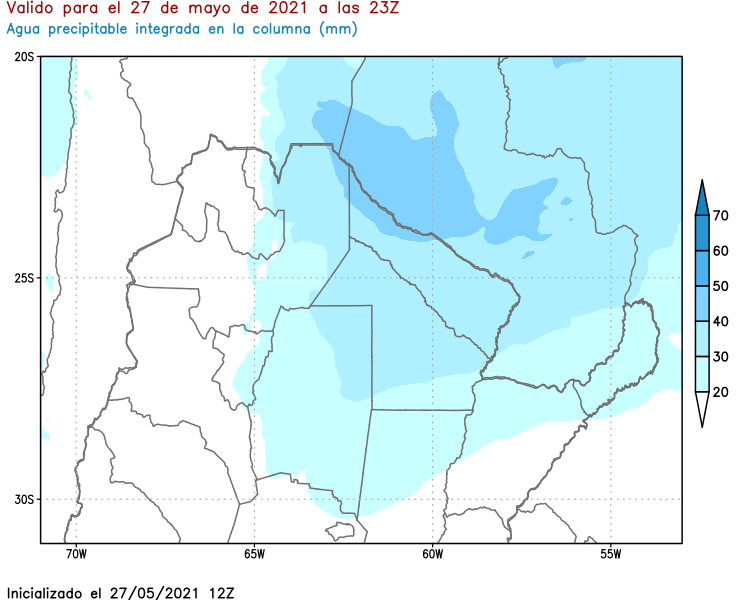 Valido para el 27 de mayo de 2021 a las 23Z
Agua precipitable integrada en la columna (mm)
20S
25S
30S
70W
65W
60W
55W
70
60
50
40
30
20
Inicializado el 27/05/2021 12Z